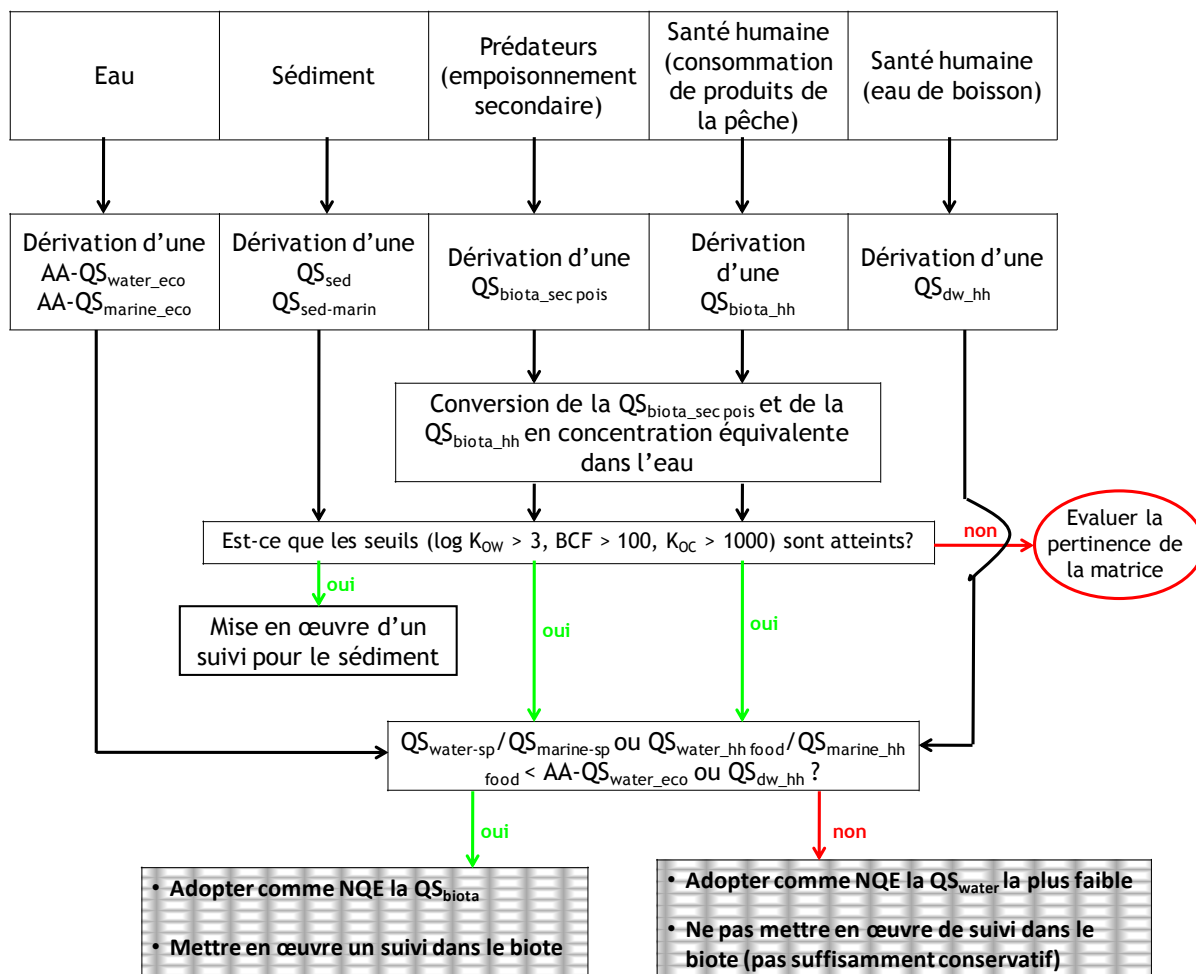 Eau
Sédiment
Prédateurs
(empoisonnement
secondaire)
Santé humaine
(consommation
de produits de
la pêche)
Santé humaine
(eau de boisson)
Dérivation d’une
AA-QSwater_eco
AA-QSmarine_eco
Dérivation d’une
QSsed
QSsed-marin
Dérivation d’une
QSbiota_sec pois
Dérivation
d’une
QSbiota_hh
Dérivation d’une
QSdw_hh
Conversion de la QSbiota_sec pois et de la
QSbiota_hh en concentration équivalente
dans l’eau
Est-ce que les seuils (log KOW > 3, BCF > 100, KOC > 1000) sont atteints?
non
Evaluer la
pertinence de
la matrice
oui
Mise en œuvre d’un
suivi pour le sédiment
oui
oui
QSwater-sp/QSmarine-sp ou QSwater_hh food/QSmarine_hh
food < AA-QSwater_eco ou QSdw_hh ?
oui
non
• Adopter comme NQE la QSbiota
• Mettre en œuvre un suivi dans le biote
• Adopter comme NQE la QSwater la plus faible
• Ne pas mettre en œuvre de suivi dans le
biote (pas suffisamment conservatif)